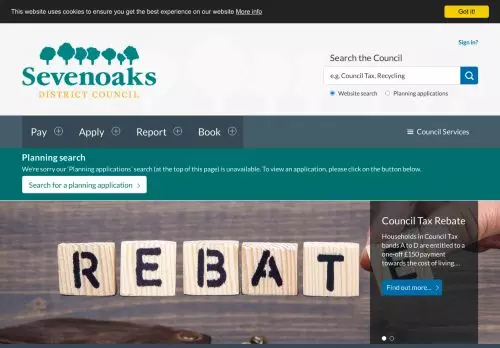 This website uses cookies to ensure you get the best experience on our website More info
Got it!
Sign in?
Sevenoaks
DISTRICT COUNCIL
Search the Council
e.g. Council Tax, Recycling
Website search
Planning applications
Pay
Apply
Report
Book
Council Services
Planning search
We're sorry our 'Planning applications' search (at the top of this page) is unavailable. To view an application, please click on the button below.
Search for a planning application
REBATE
Council Tax Rebate
Households in Council Tax
bands A to D are entitled to a
one-off £150 payment
towards the cost of living....
Find out more...